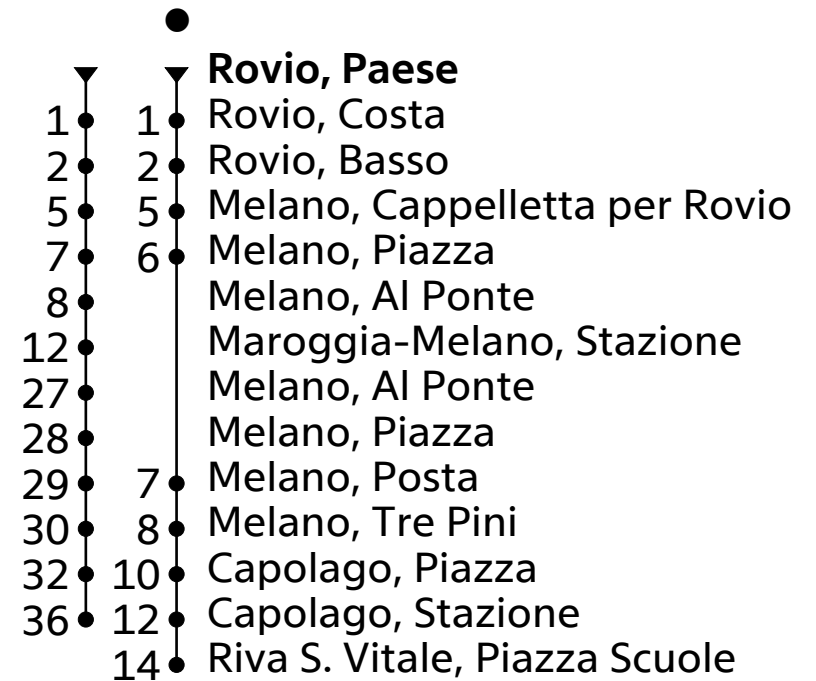 Rovio, Paese
1 1 Rovio, Costa
2 2 Rovio, Basso
5 5 Melano, Cappelletta per Rovio
7 6 Melano, Piazza
8 Melano, Al Ponte
12 Maroggia-Melano, Stazione
27 Melano, Al Ponte
28 Melano, Piazza
29 7 Melano, Posta
30 8 Melano, Tre Pini
32 10 Capolago, Piazza
36 12 Capolago, Stazione
14 Riva S. Vitale, Piazza Scuole